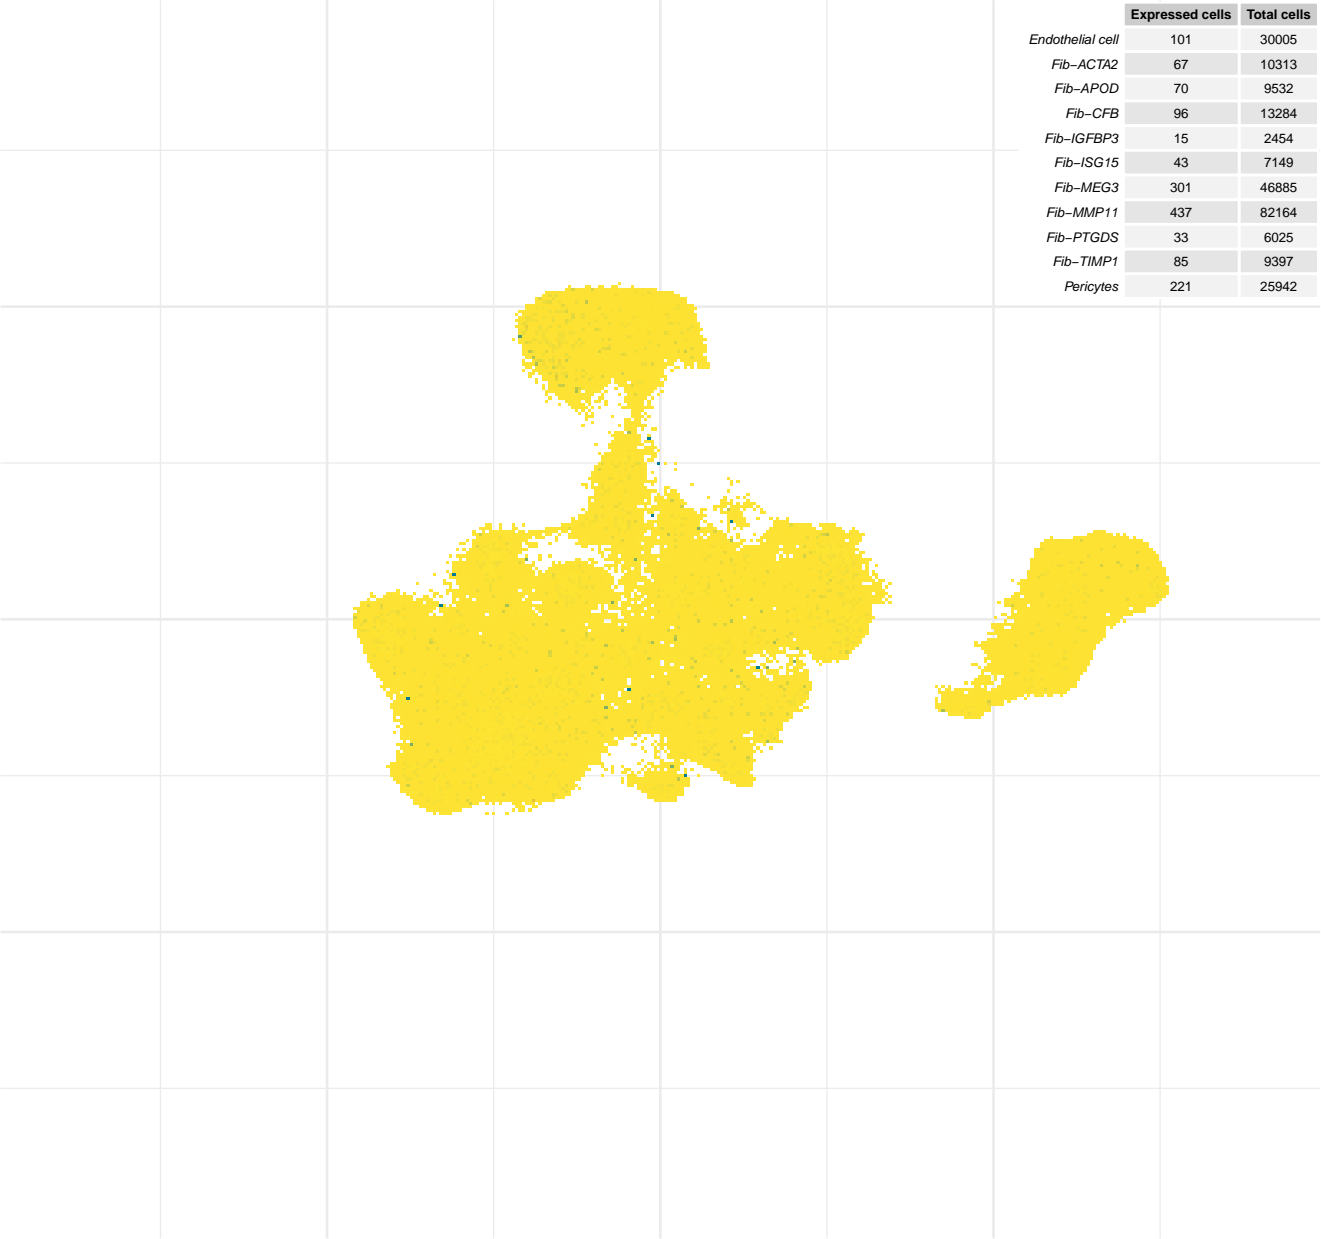 Expressed cells Total cells
Endothelial cell 101 30005
Fib−ACTA2 67 10313
Fib−APOD 70 9532
Fib−CFB 96 13284
Fib−IGFBP3 15 2454
Fib−ISG15 43 7149
Fib−MEG3 301 46885
Fib−MMP11 437 82164
Fib−PTGDS 33 6025
Fib−TIMP1 85 9397
Pericytes 221 25942